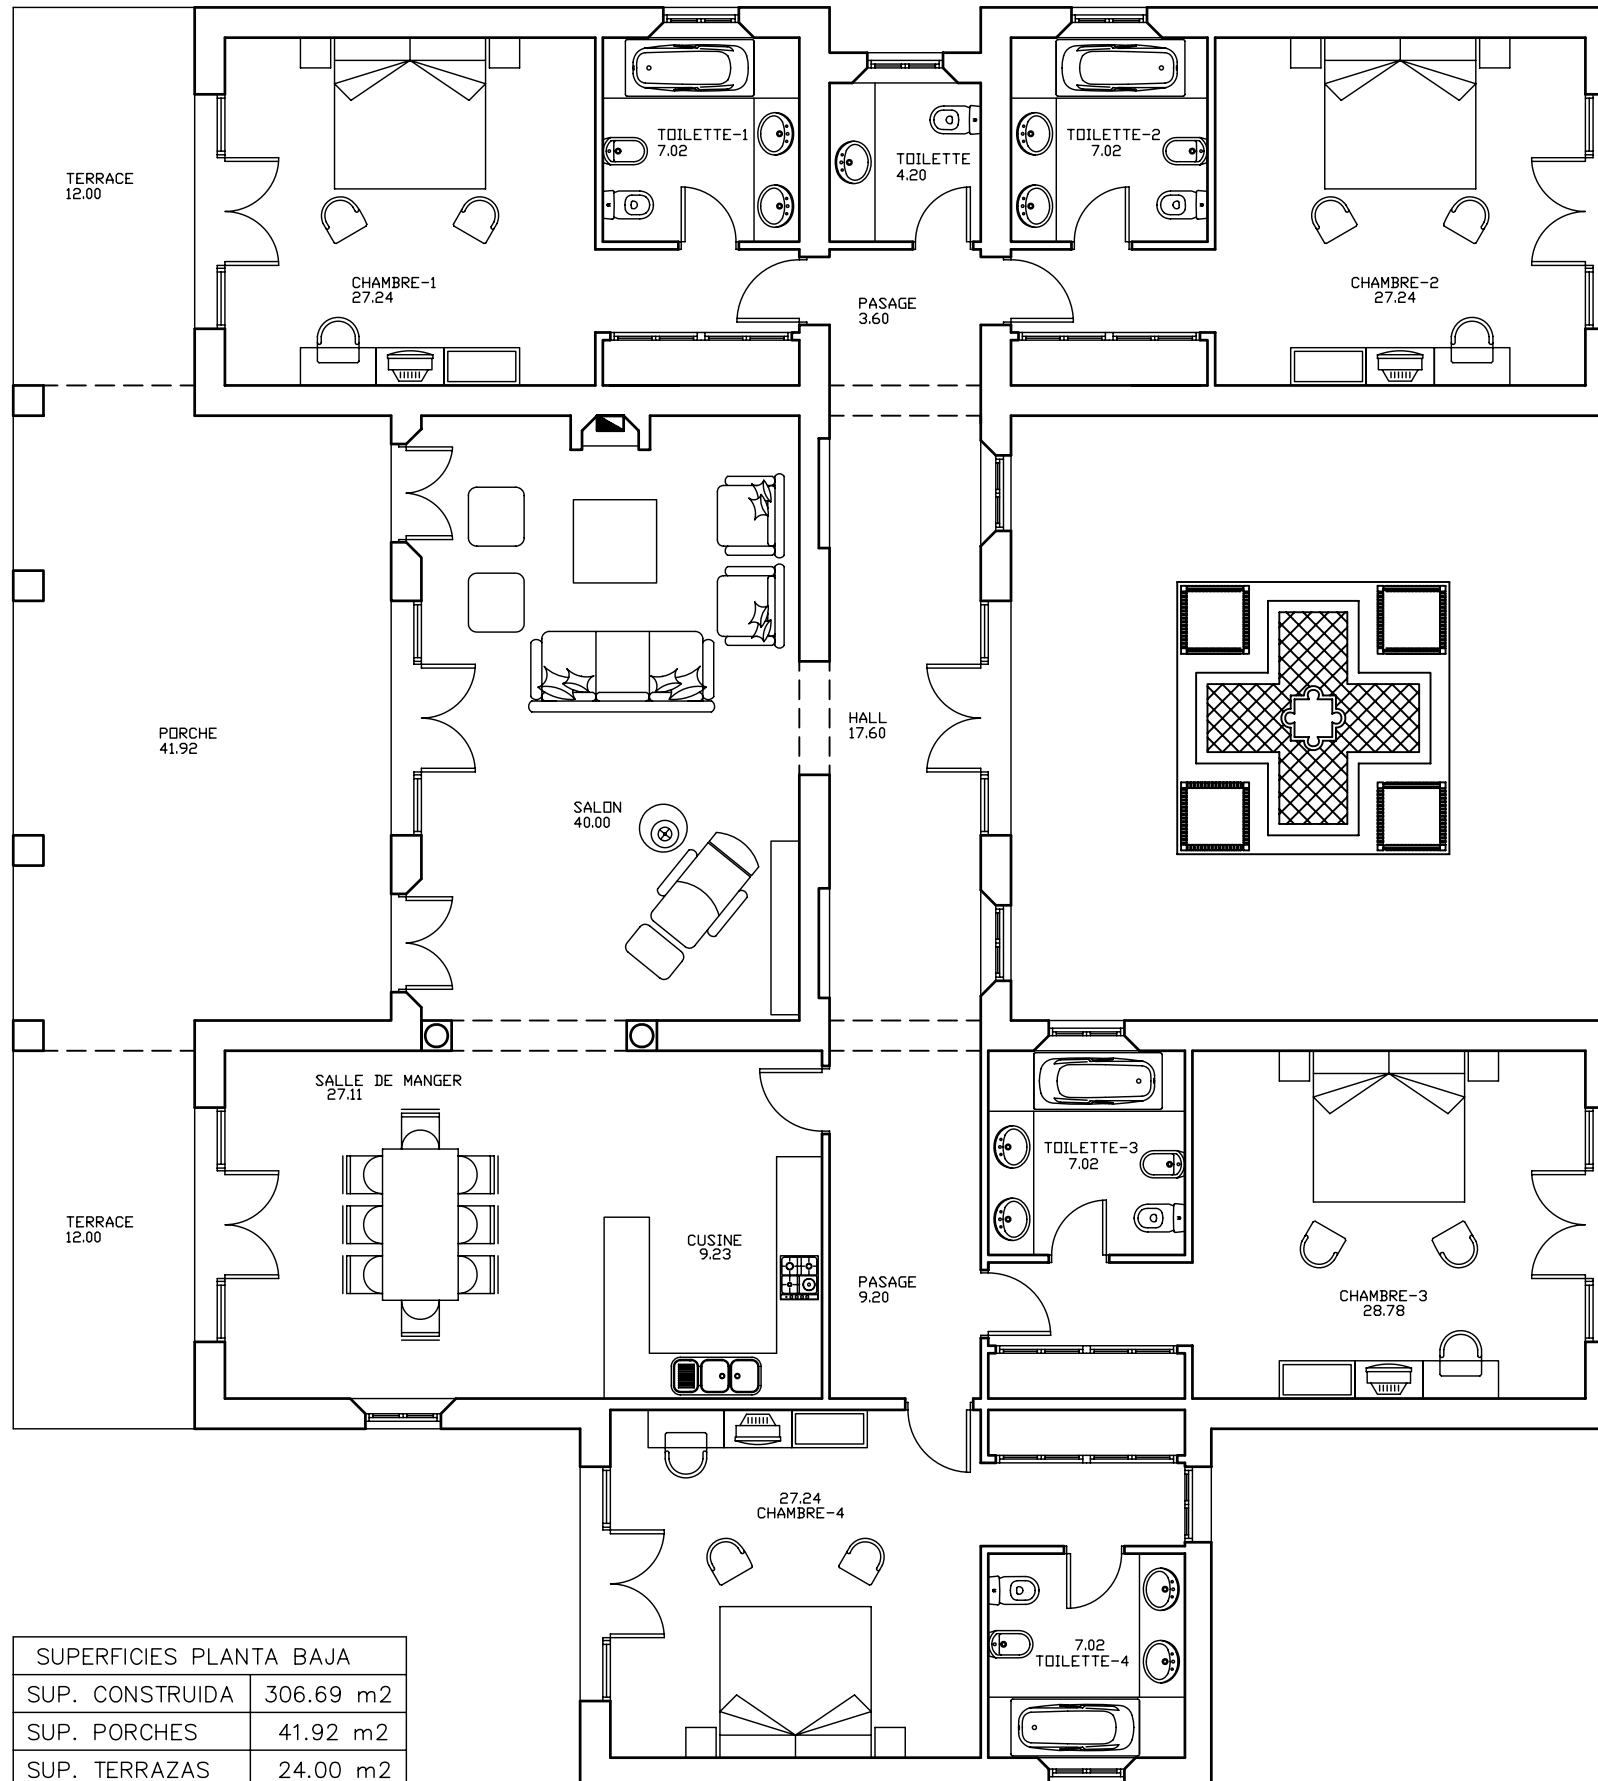 TOILETTE-1
7.02
TOILETTE-2
7.02
TOILETTE
4.20
TERRACE
12.00
CHAMBRE-1
27.24
CHAMBRE-2
27.24
PASAGE
3.60
PORCHE
41.92
HALL
17.60
SALON
40.00
SALLE DE MANGER
27.11
TOILETTE-3
7.02
TERRACE
12.00
CUSINE
9.23
PASAGE
9.20
CHAMBRE-3
28.78
27.24
CHAMBRE-4
7.02
TOILETTE-4
SUPERFICIES PLANTA BAJA
SUP. CONSTRUIDA 306.69 m2
SUP. PORCHES 41.92 m2
SUP. TERRAZAS 24.00 m2